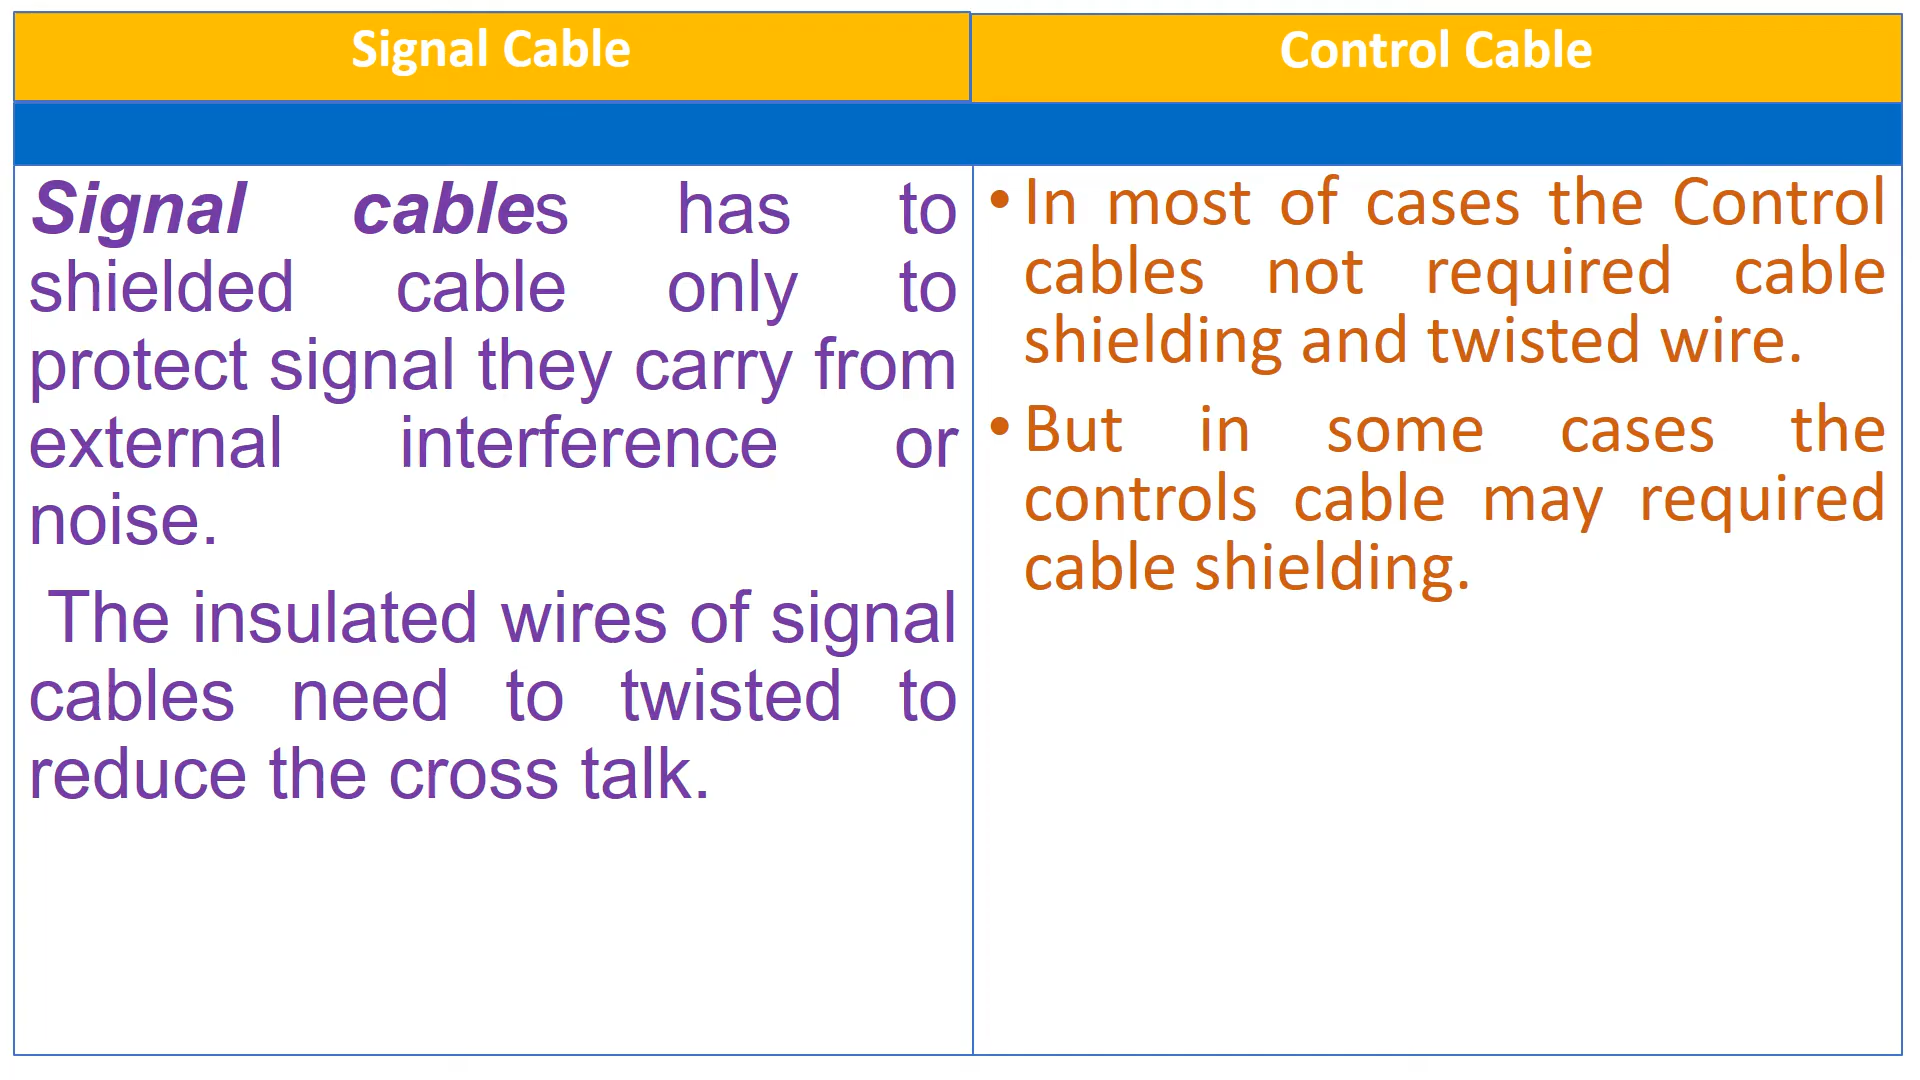 Signal Cable
Control Cable
Signal cables has to
shielded cable only to
protect signal they carry from
external interference or
noise.
The insulated wires of signal
cables need to twisted to
reduce the cross talk.
• In most of cases the Control
cables not required cable
shielding and twisted wire.
• But in some cases the
controls cable may required
cable shielding.